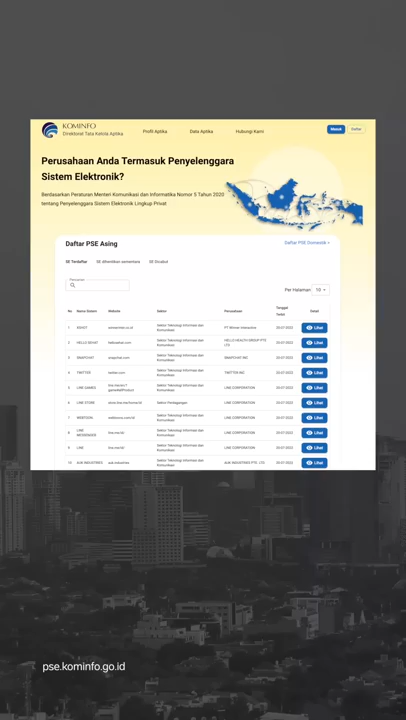 KOMINFO
Direktorat Tata Kelola Aptika
Profil Aptika
Data Aptika
Hubungi Kami
Masuk
Daftar
Perusahaan Anda Termasuk Penyelenggara
Sistem Elektronik?
Berdasarkan Peraturan Menteri Komunikasi dan Informatika Nomor 5 Tahun 2020
tentang Penyelenggara Sistem Elektronik Lingkup Privat
Daftar PSE Asing
Daftar PSE Domestik >
SE Terdaftar
SE dihentikan sementara
SE Dicabut
Per Halaman 10
No Nama Sistem Website Sektor Perusahaan Tanggal Detail
1 Sektor Teknologi Informasi dan
Komunikasi 20-07-2022 Lihat
2 HELLO SEHAT hellosehat.com Sektor Teknologi Informasi dan
Komunikasi HELLO HEALTH GROUP PTE
LTD 20-07-2022 Lihat
3 SNAPCHAT snapchat.com Sektor Teknologi Informasi dan
Komunikasi SNAPCHAT INC 20-07-2022 Lihat
4 TWITTER twitter.com Sektor Teknologi Informasi dan
Komunikasi TWITTER INC 20-07-2022 Lihat
5 LINE GAMES Sektor Teknologi Informasi dan
Komunikasi LINE CORPORATION 20-07-2022 Lihat
6 LINE STORE Sektor Perdagangan LINE CORPORATION 20-07-2022 Lihat
7 WEBTOON Sektor Teknologi Informasi dan
Komunikasi LINE CORPORATION 20-07-2022 Lihat
8 LINE
MESSENGER line.me/id/ Sektor Teknologi Informasi dan
Komunikasi LINE CORPORATION 20-07-2022 Lihat
9 LINE line.me/id/ Sektor Teknologi Informasi dan
Komunikasi LINE CORPORATION 20-07-2022 Lihat
10 Sektor Teknologi Informasi dan
Komunikasi 20-07-2022 Lihat
pse.kominfo.go.id